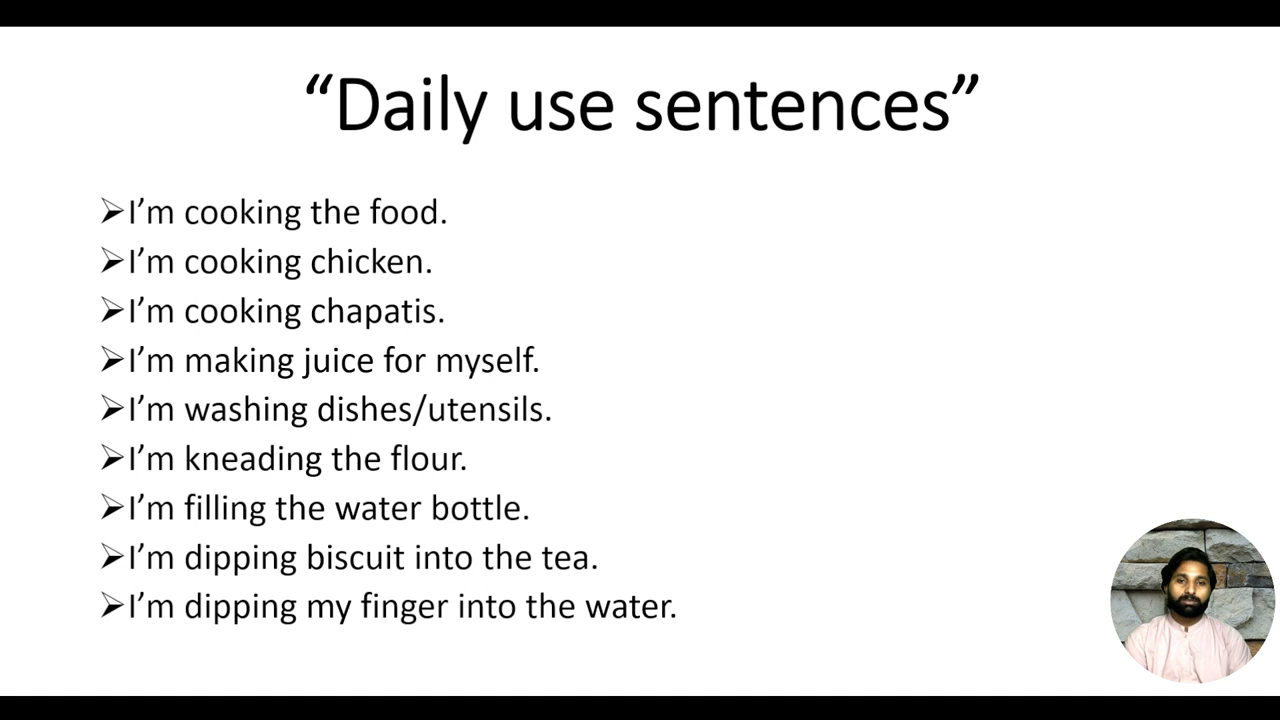 “Daily use sentences”
➢I’m cooking the food.
➢I’m cooking chicken.
➢I’m cooking chapatis.
➢I’m making juice for myself.
➢I’m washing dishes/utensils.
➢I’m kneading the flour.
➢I’m filling the water bottle.
➢I’m dipping biscuit into the tea.
➢I’m dipping my finger into the water.